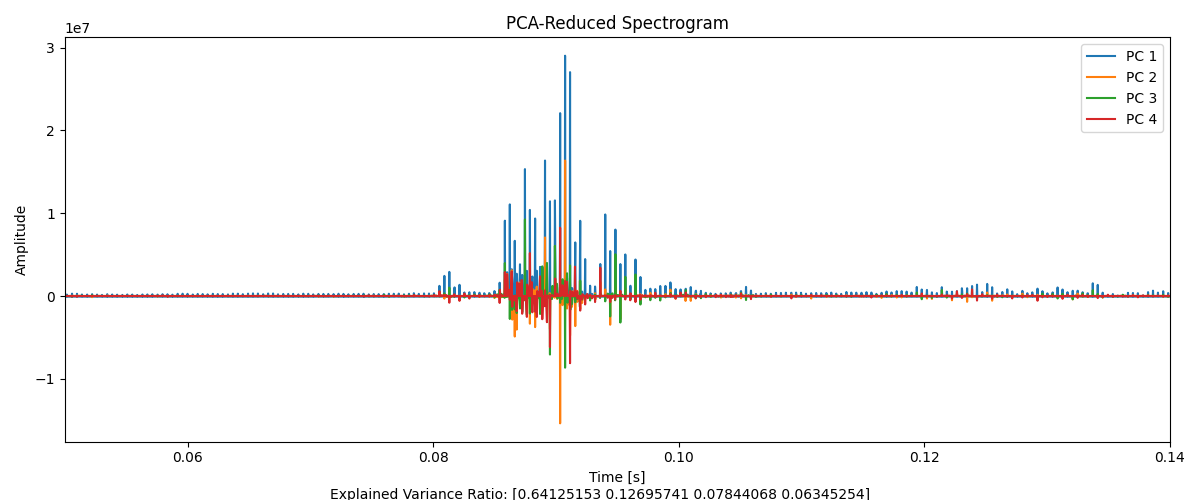 PCA-Reduced Spectrogram
1e7
3
2
1
0
−1
Amplitude
PC 1
PC 2
PC 3
PC 4
0.06 0.08 0.10 0.12 0.14
Time [s]
Explained Variance Ratio: [0.64125153 0.12695741 0.07844068 0.06345254]